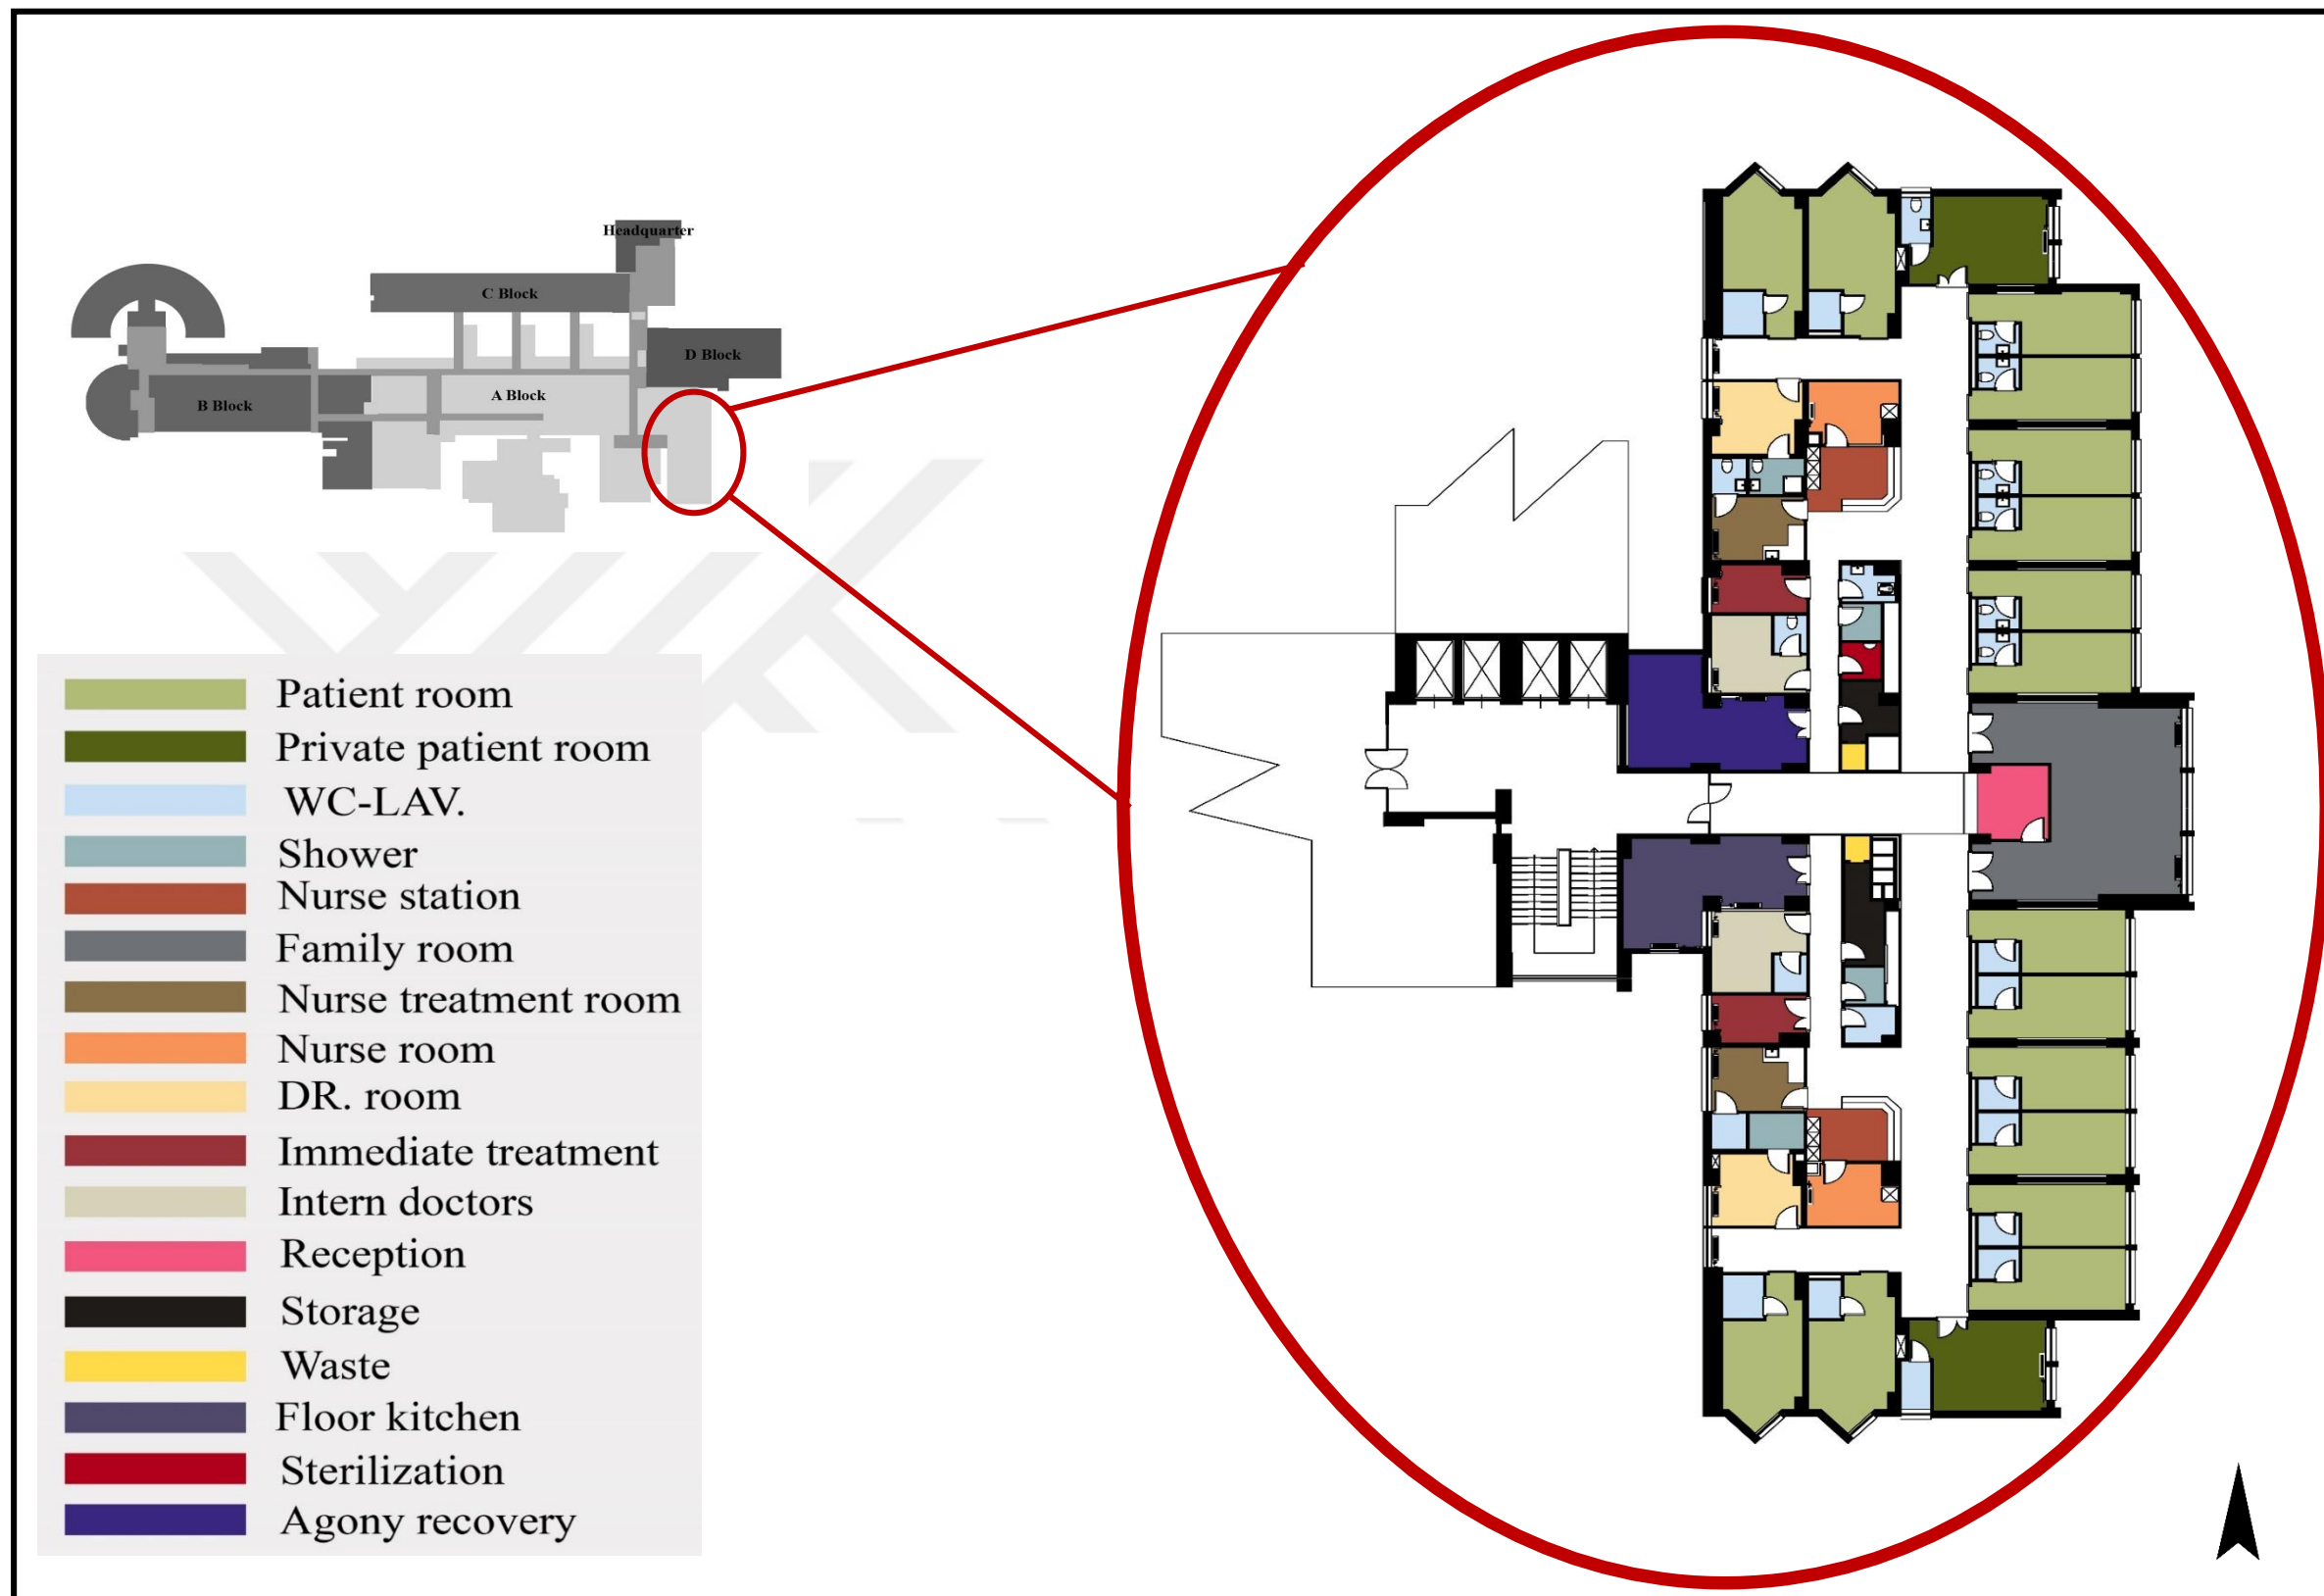 Headquarter
C Block
D Block
A Block
B Block
Patient room
Private patient room
WC-LAV.
Shower
Nurse station
Family room
Nurse treatment room
Nurse room
DR. room
Immediate treatment
Intern doctors
Reception
Storage
Waste
Floor kitchen
Sterilization
Agony recovery